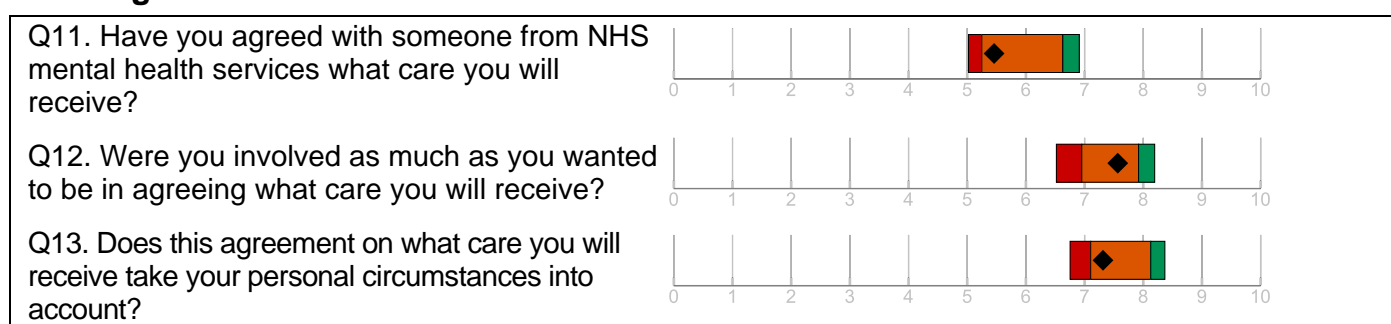 Q11. Have you agreed with someone from NHS
mental health services what care you will
receive?
0 1 2 3 4 5 6 7 8 9 10
Q12. Were you involved as much as you wanted
to be in agreeing what care you will receive?
0 1 2 3 4 5 6 7 8 9 10
Q13. Does this agreement on what care you will
receive take your personal circumstances into
account?
0 1 2 3 4 5 6 7 8 9 10